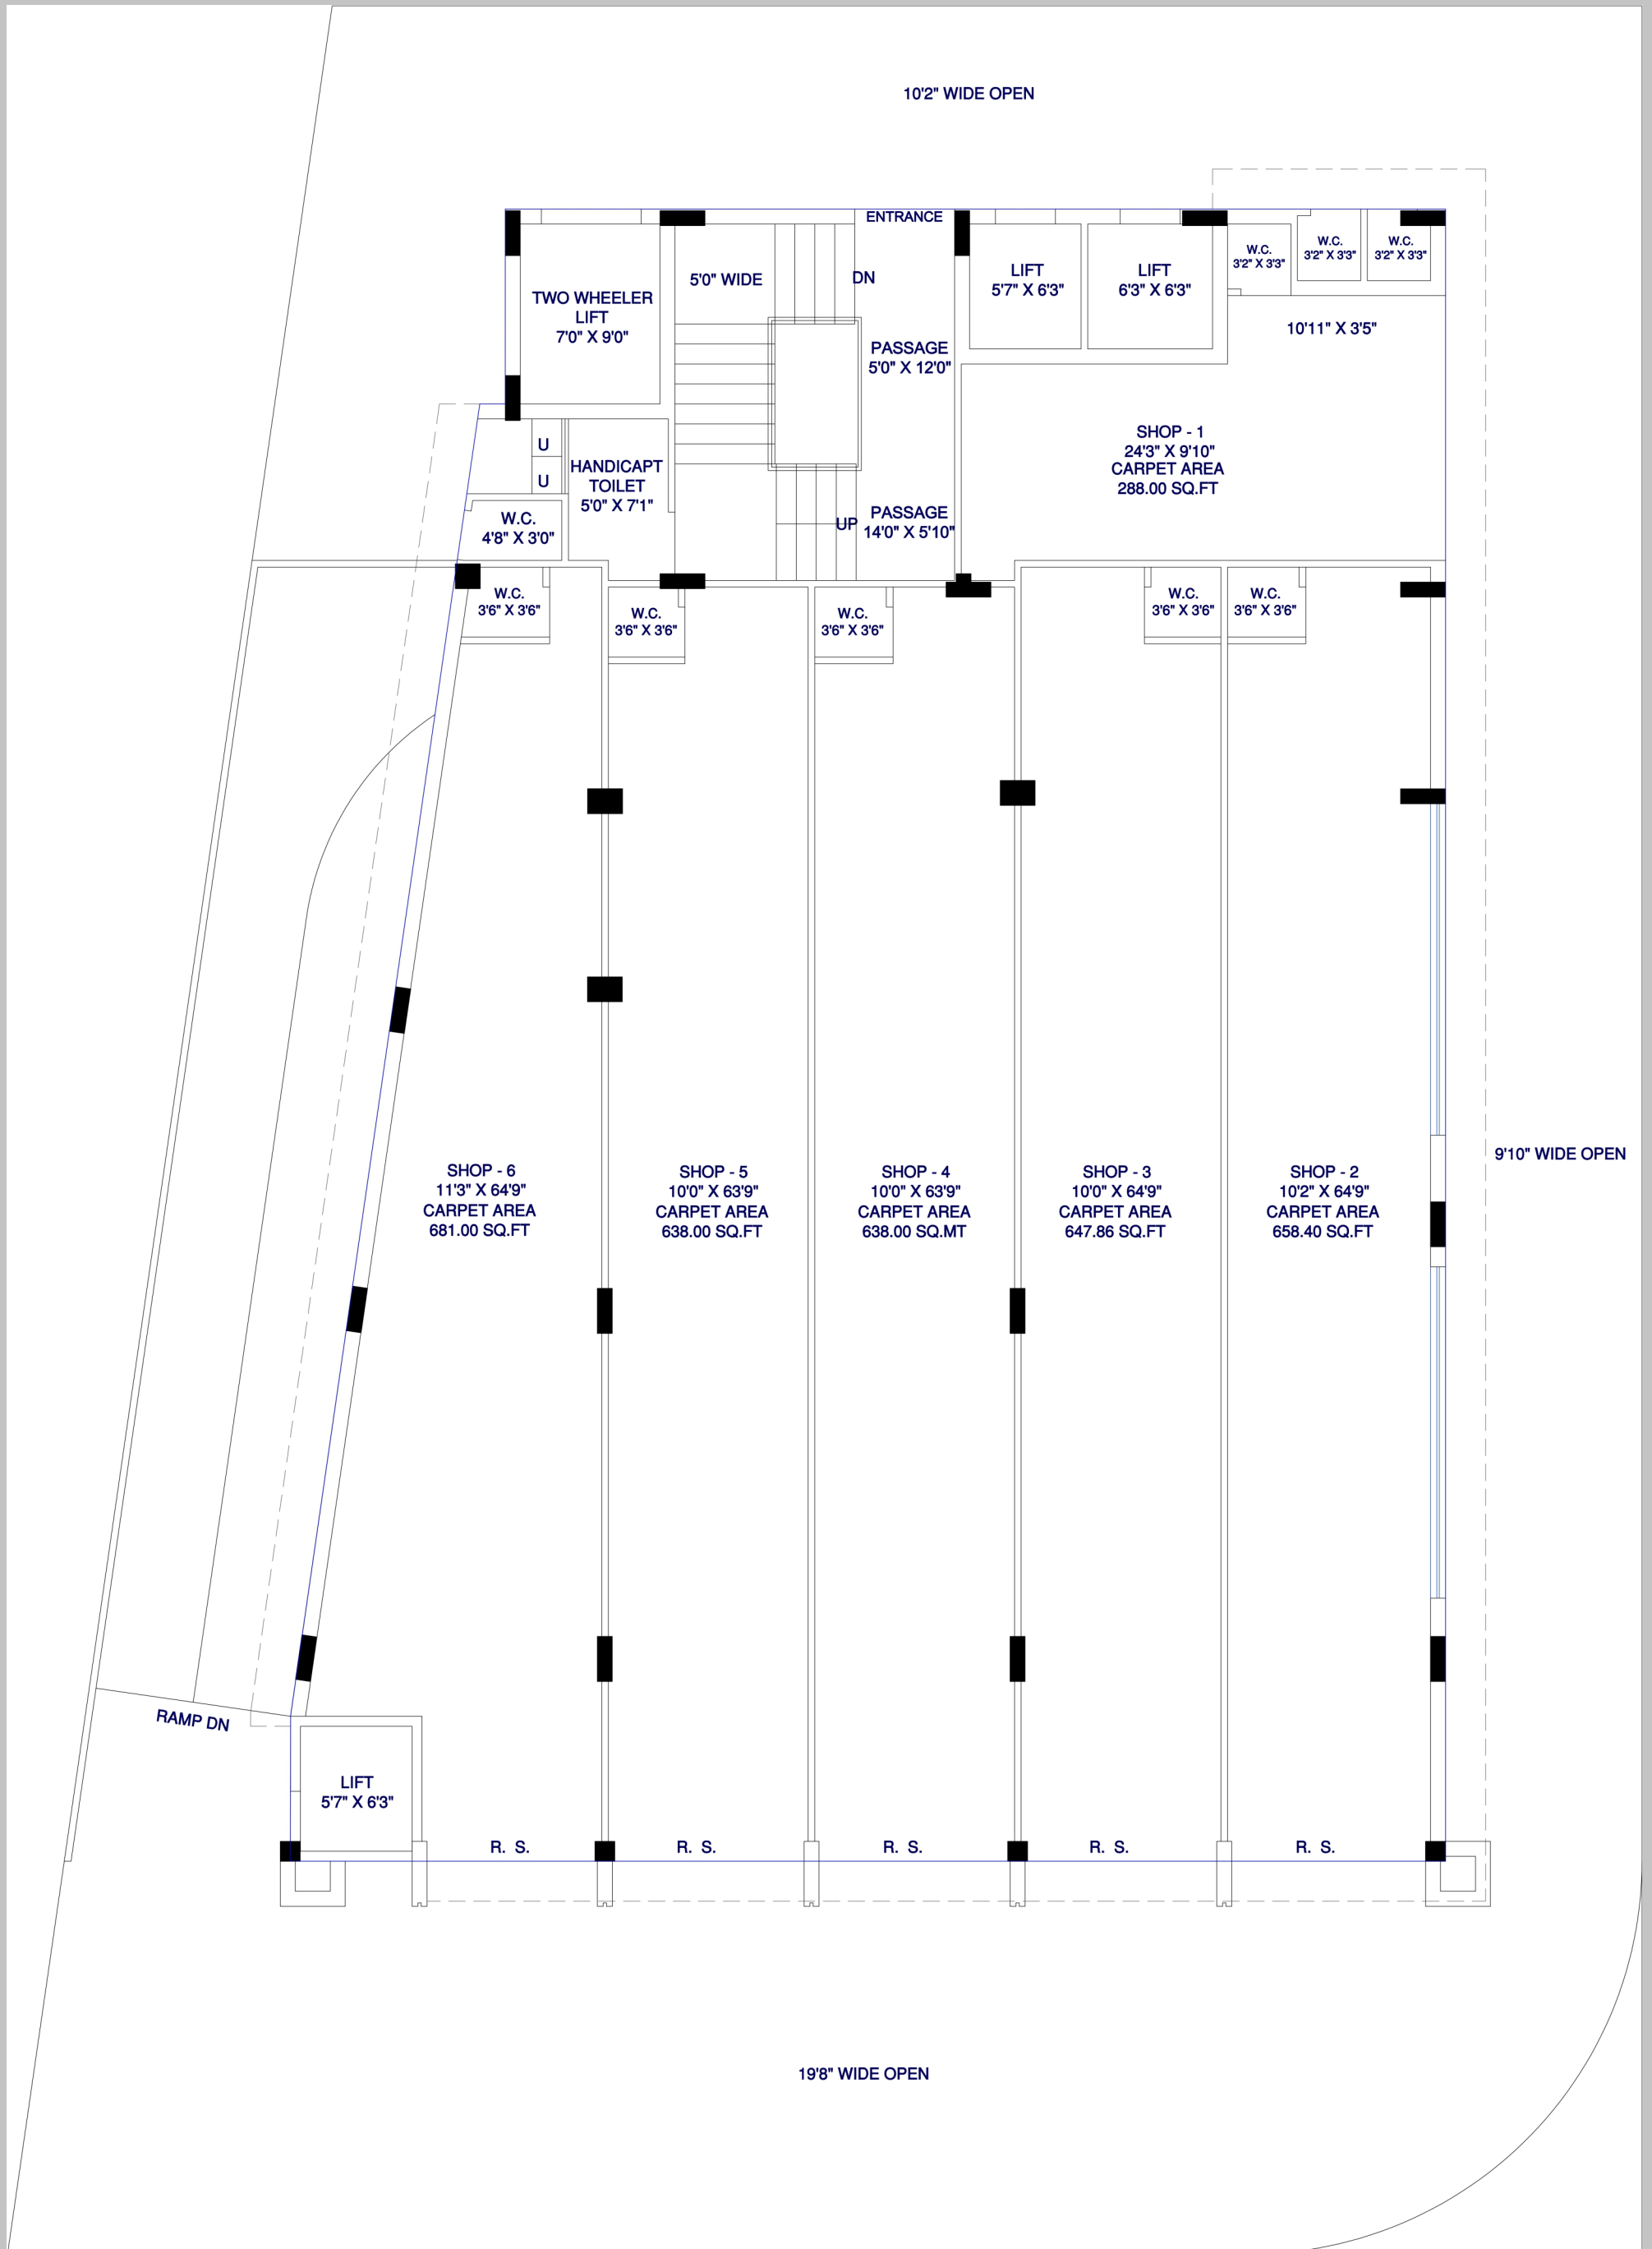 10'2" WIDE OPEN
ENTRANCE
W.C.
3'2" X 3'3"
W.C.
3'2" X 3'3"
W.C.
3'2" X 3'3"
LIFT
5'7" X 6'3"
LIFT
6'3" X 6'3"
5'0" WIDE
DN
TWO WHEELER
LIFT
7'0" X 9'0"
10'11" X 3'5"
PASSAGE
5'0" X 12'0"
SHOP - 1
24'3" X 9'10"
CARPET AREA
288.00 SQ.FT
U
U
HANDICAPT
TOILET
5'0" X 7'1"
W.C.
4'8" X 3'0"
UP
PASSAGE
14'0" X 5'10"
W.C.
3'6" X 3'6"
W.C.
3'6" X 3'6"
W.C.
3'6" X 3'6"
W.C.
3'6" X 3'6"
W.C.
3'6" X 3'6"
9'10" WIDE OPEN
SHOP - 6
11'3" X 64'9"
CARPET AREA
681.00 SQ.FT
SHOP - 5
10'0" X 63'9"
CARPET AREA
638.00 SQ.FT
SHOP - 4
10'0" X 63'9"
CARPET AREA
638.00 SQ.MT
SHOP - 3
10'0" X 64'9"
CARPET AREA
647.86 SQ.FT
SHOP - 2
10'2" X 64'9"
CARPET AREA
658.40 SQ.FT
RAMP DN
LIFT
5'7" X 6'3"
R. S.
R. S.
R. S.
R. S.
R. S.
19'8" WIDE OPEN